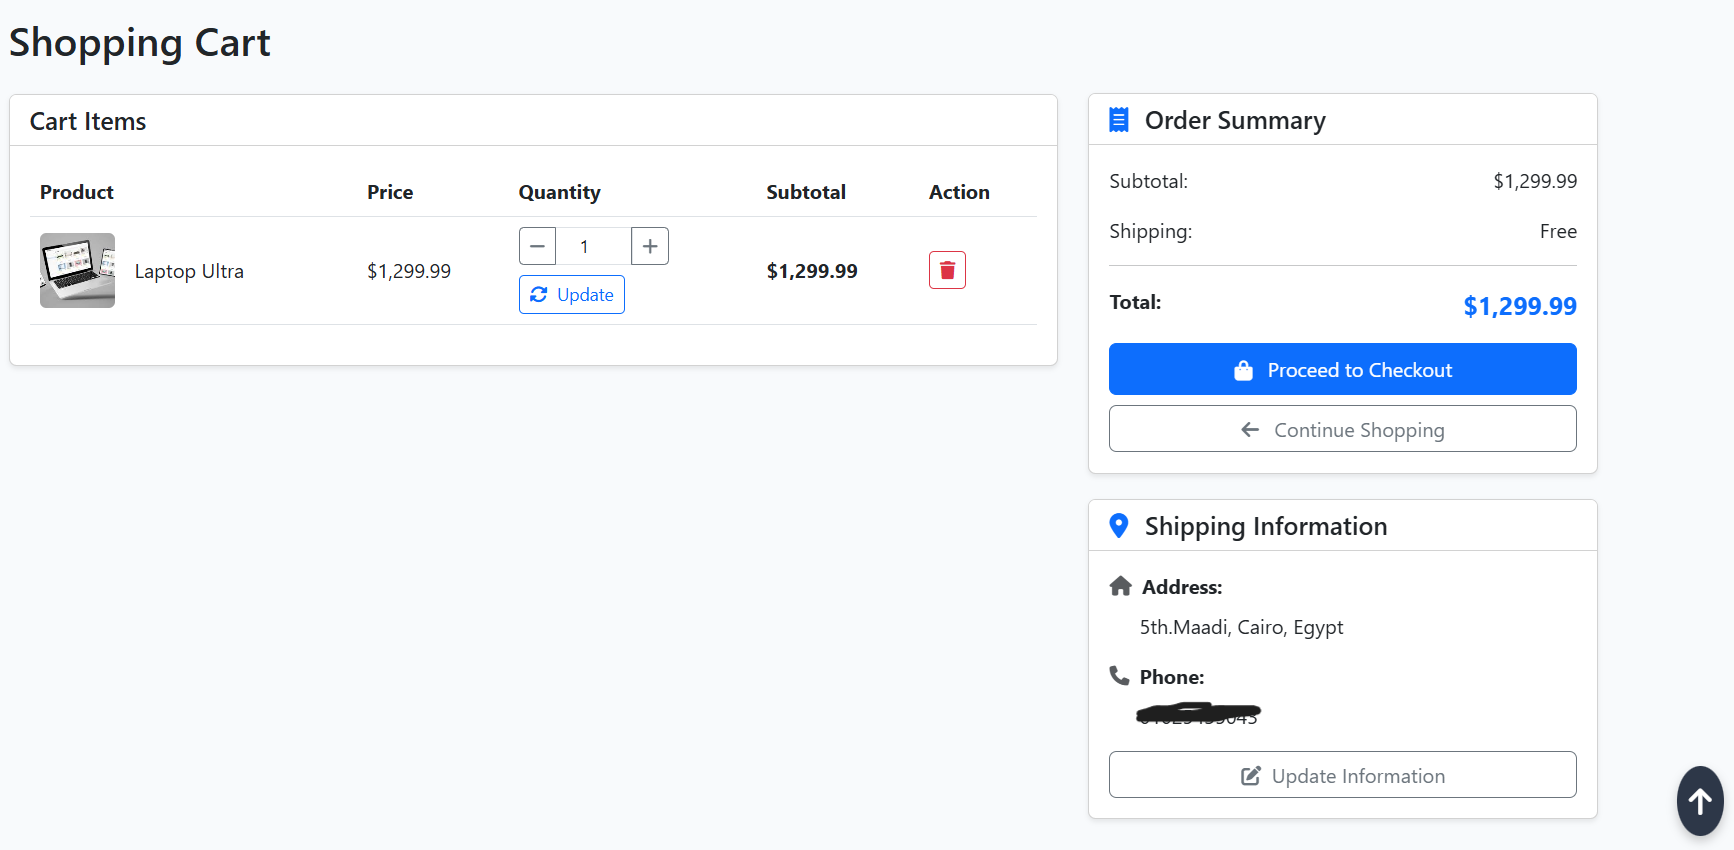 Shopping Cart
Cart Items
Product Price Quantity Subtotal Action
Laptop Ultra $1,299.99 1 $1,299.99
Update
Order Summary
Subtotal: $1,299.99
Shipping: Free
Total: $1,299.99
Proceed to Checkout
Continue Shopping
Shipping Information
Address:
5th.Maadi, Cairo, Egypt
Phone:
Update Information